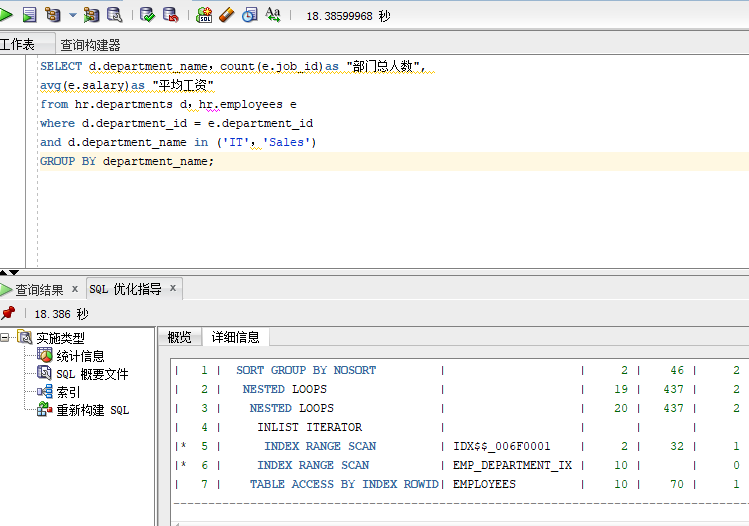 18.38599968 秒
工作表 查询构建器
SELECT d.department_name，count(e.job_id)as "部门总人数",
avg(e.salary)as "平均工资"
from hr.departments d，hr.employees e
where d.department_id = e.department_id
and d.department_name in ('IT'，'Sales')
GROUP BY department_name;
查询结果 x SQL 优化指导 x
18.386 秒
实施类型
统计信息
SQL 概要文件
索引
重新构建 SQL
概览 详细信息
| 1 | SORT GROUP BY NOSORT | | 2 | 46 | 2
| 2 | NESTED LOOPS | | 19 | 437 | 2
| 3 | NESTED LOOPS | | 20 | 437 | 2
| 4 | INLIST ITERATOR | | | |
|* 5 | INDEX RANGE SCAN | IDX$$_006F0001 | 2 | 32 | 1
|* 6 | INDEX RANGE SCAN | EMP_DEPARTMENT_IX | 10 | | 0
| 7 | TABLE ACCESS BY INDEX ROWID| EMPLOYEES | 10 | 70 | 1